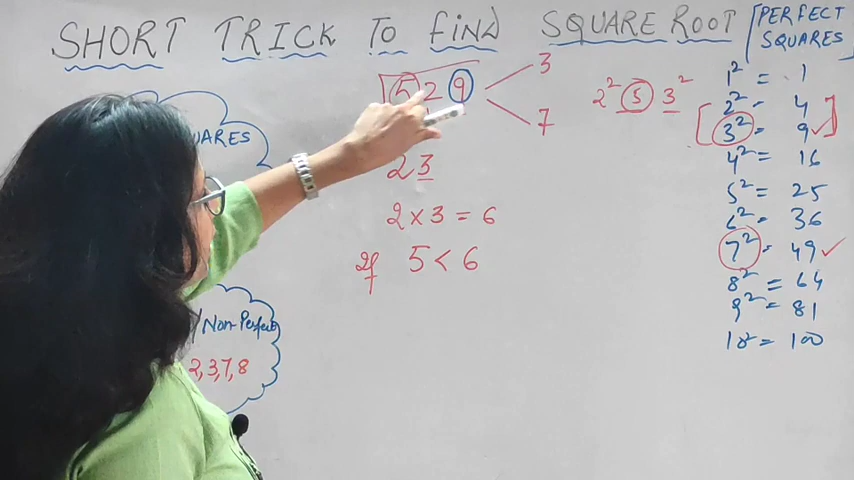 SHORT TRICK TO FIND SQUARE ROOT
PERFECT
SQUARES
529
3
7
2² 5 3²
23
2 × 3 = 6
If 5 < 6
1² = 1
2² = 4
3² = 9 ✓
4² = 16
5² = 25
6² = 36
7² = 49 ✓
8² = 64
9² = 81
10² = 100
Non-Perfect
2,3,7,8